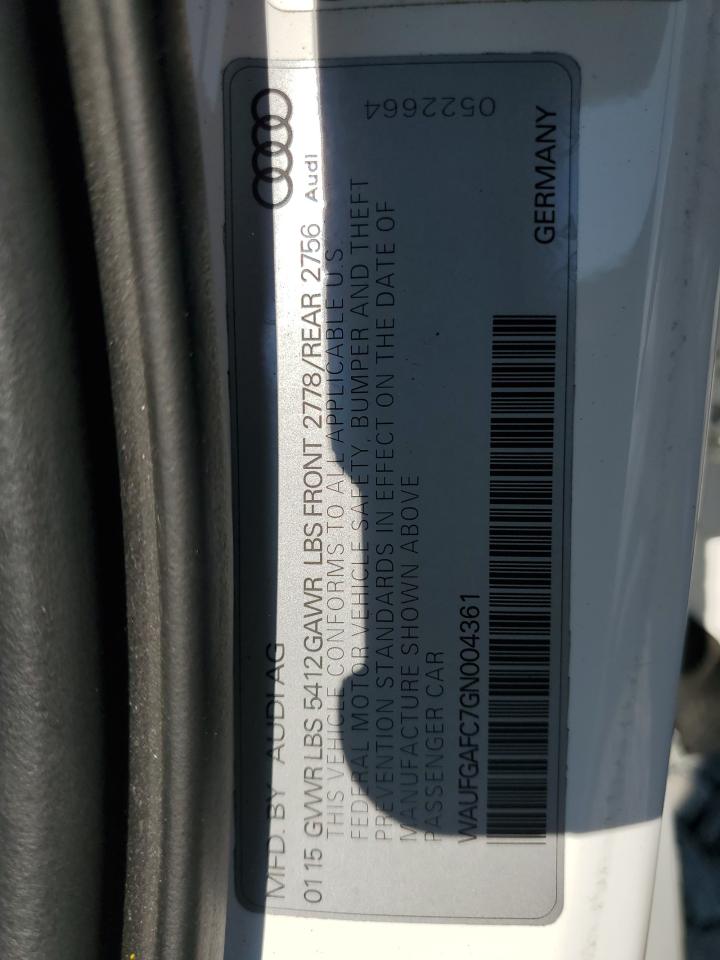 MFD. BY AUDI AG
01 15 GVWR LBS 5412 GAWR LBS FRONT 2778/REAR 2756
Audi
THIS VEHICLE CONFORMS TO ALL APPLICABLE U.S.
FEDERAL MOTOR VEHICLE SAFETY, BUMPER AND THEFT
PREVENTION STANDARDS IN EFFECT ON THE DATE OF
MANUFACTURE SHOWN ABOVE
PASSENGER CAR
0522664
WAUFGAFC7GN004361
GERMANY